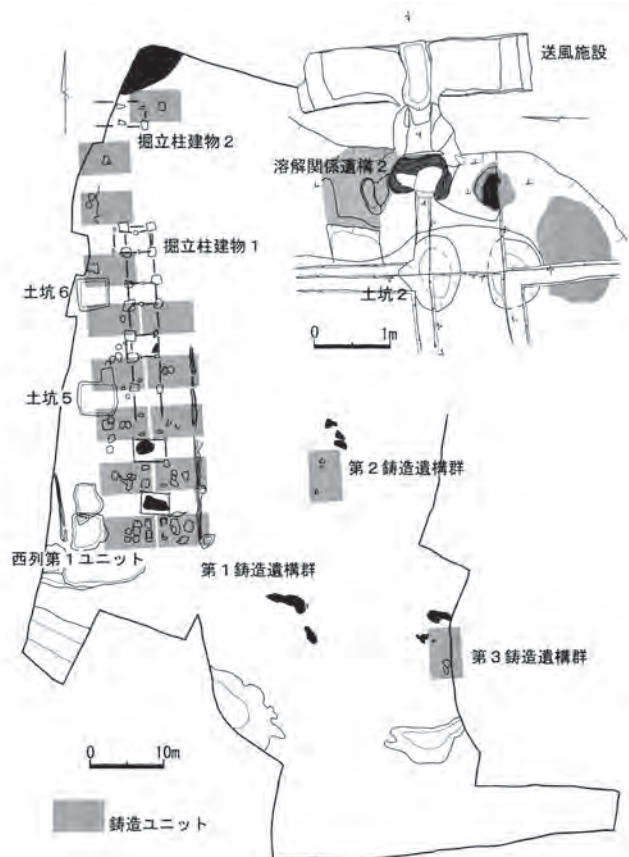 送風施設
掘立柱建物2
溶解関係遺構2
掘立柱建物1
土坑6
土坑2
0 1m
土坑5
第2鋳造遺構群
西列第1ユニット
第1鋳造遺構群
第3鋳造遺構群
0 10m
鋳造ユニット